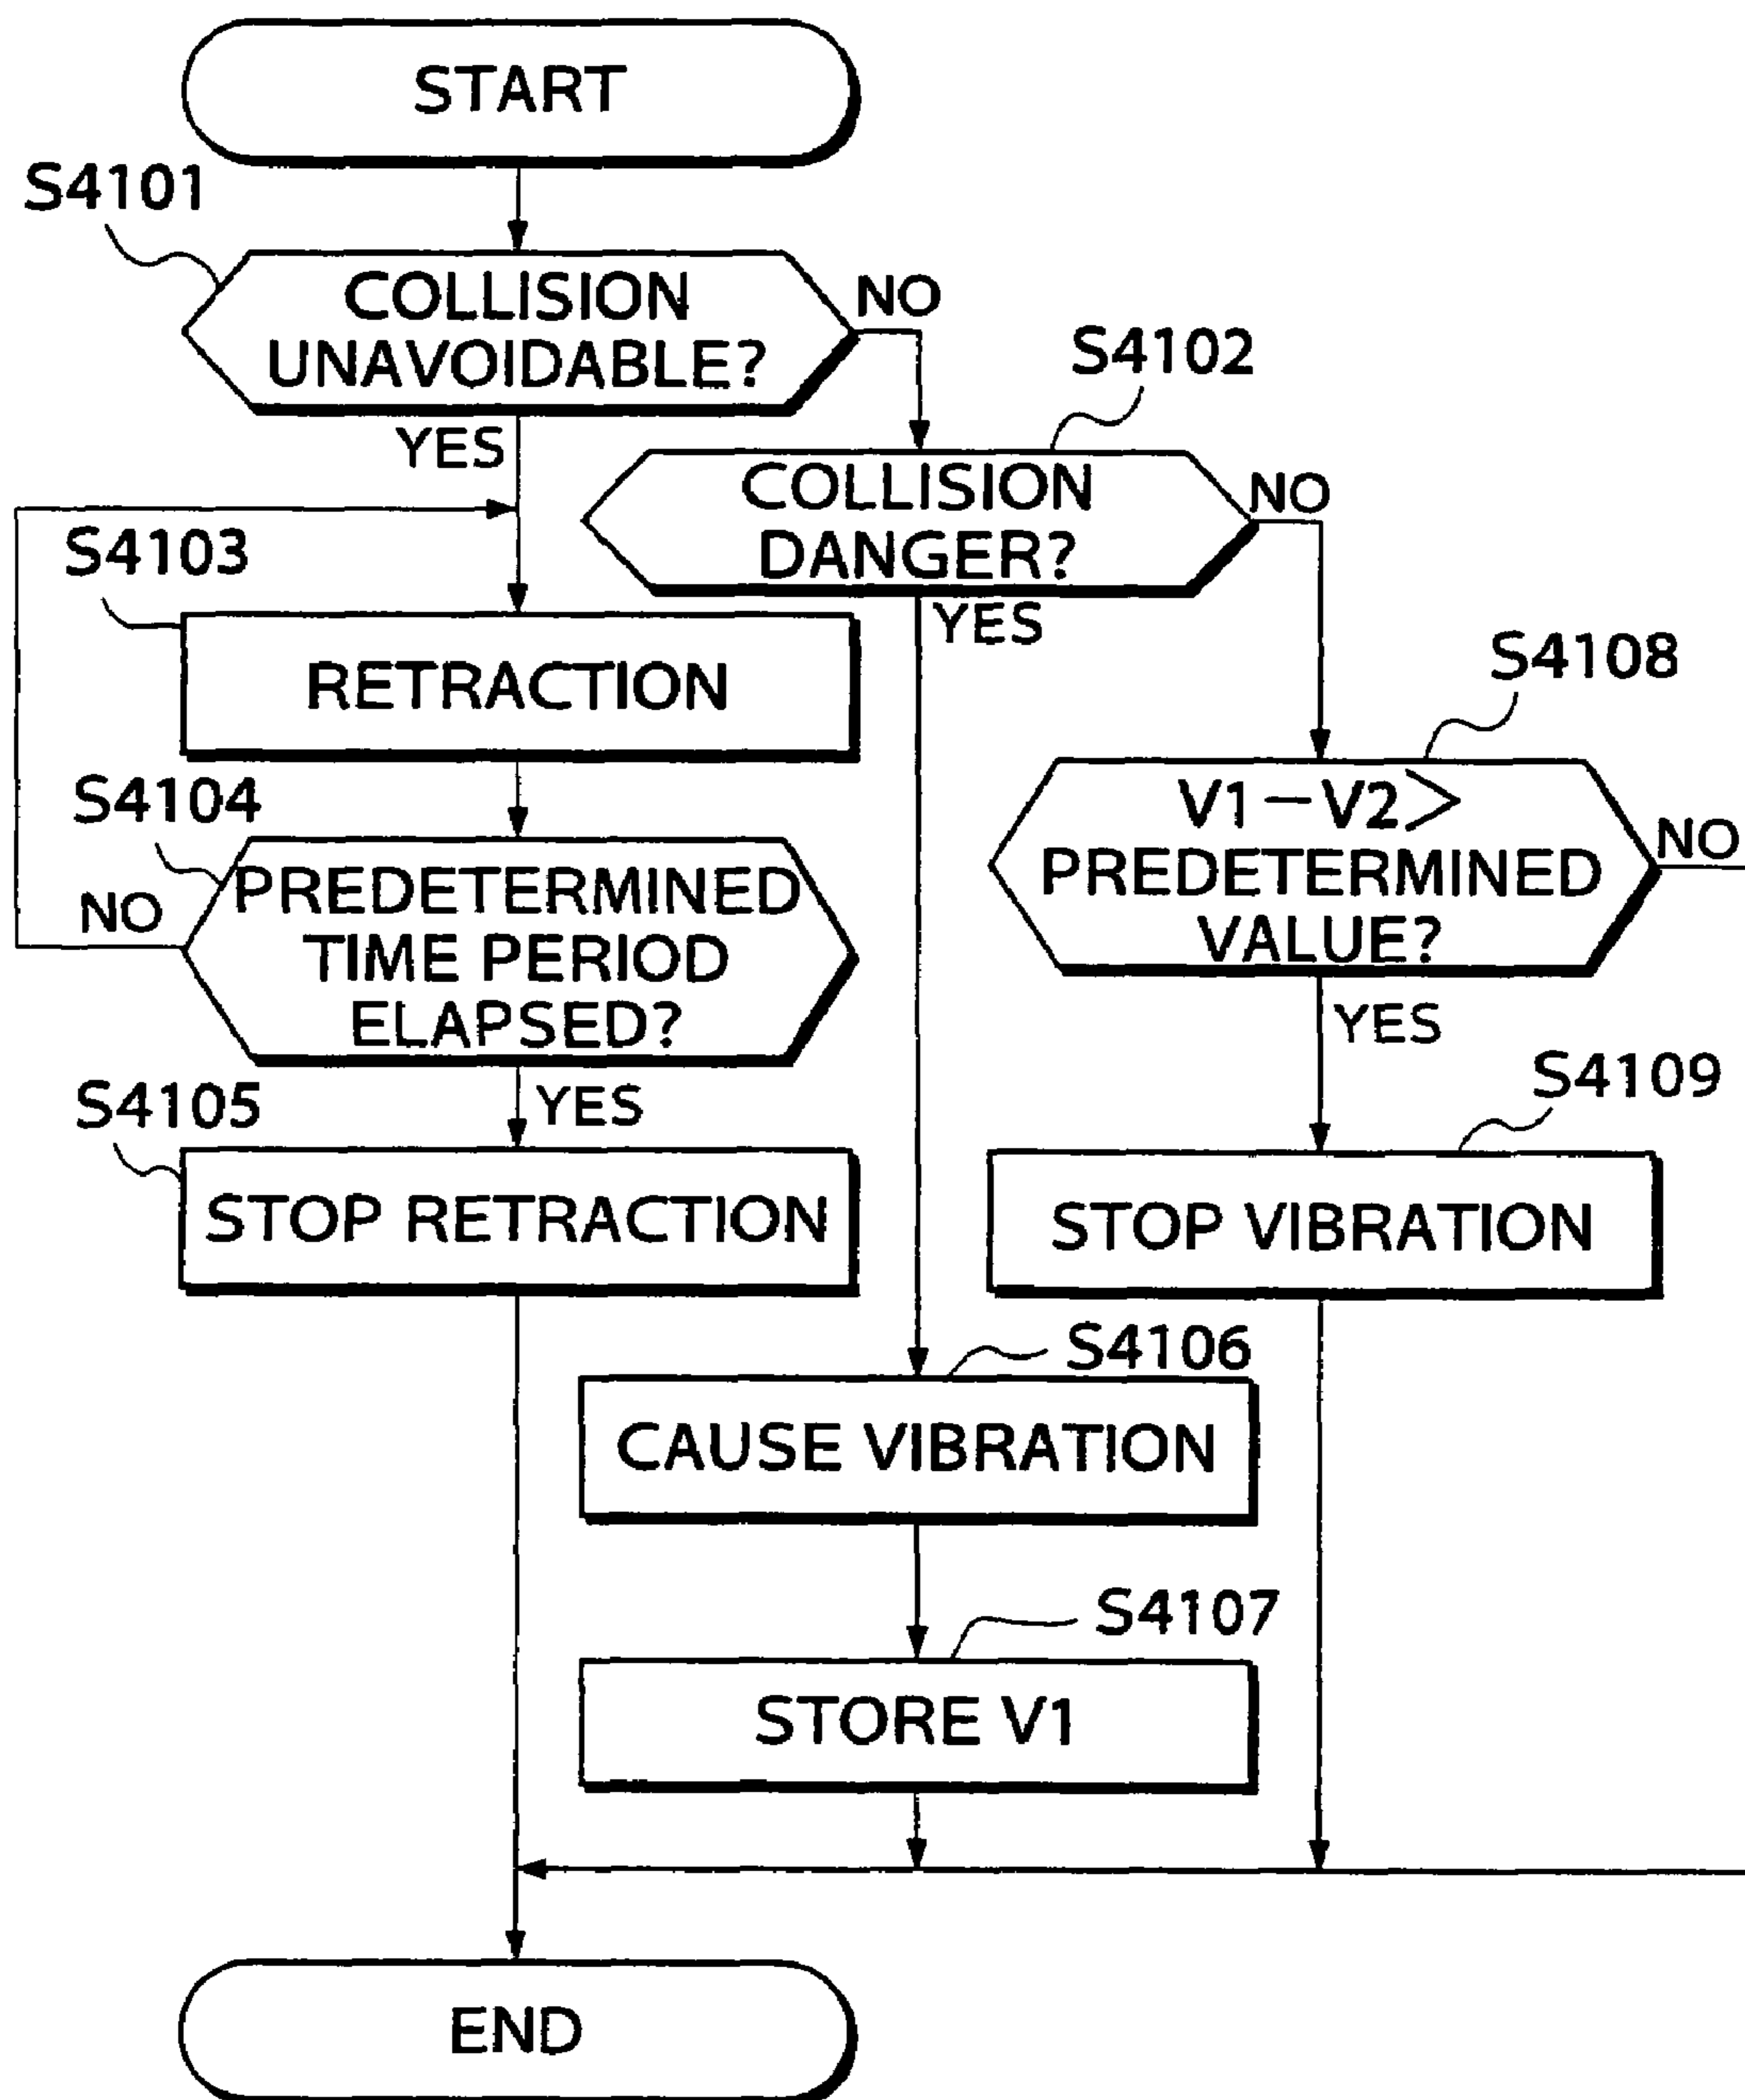 START
S4101
COLLISION
UNAVOIDABLE?
NO
YES
S4102
COLLISION
DANGER?
NO
YES
S4103
RETRACTION
S4104
PREDETERMINED
TIME PERIOD
ELAPSED?
NO
YES
S4108
V1-V2>
PREDETERMINED
VALUE?
NO
YES
S4105
STOP RETRACTION
S4109
STOP VIBRATION
S4106
CAUSE VIBRATION
S4107
STORE V1
END